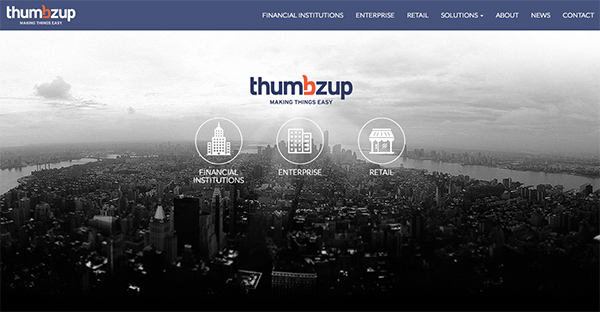 thumbzup
MAKING THINGS EASY
FINANCIAL INSTITUTIONS ENTERPRISE RETAIL SOLUTIONS ABOUT NEWS CONTACT
thumbzup
MAKING THINGS EASY
FINANCIAL
INSTITUTIONS
ENTERPRISE
RETAIL